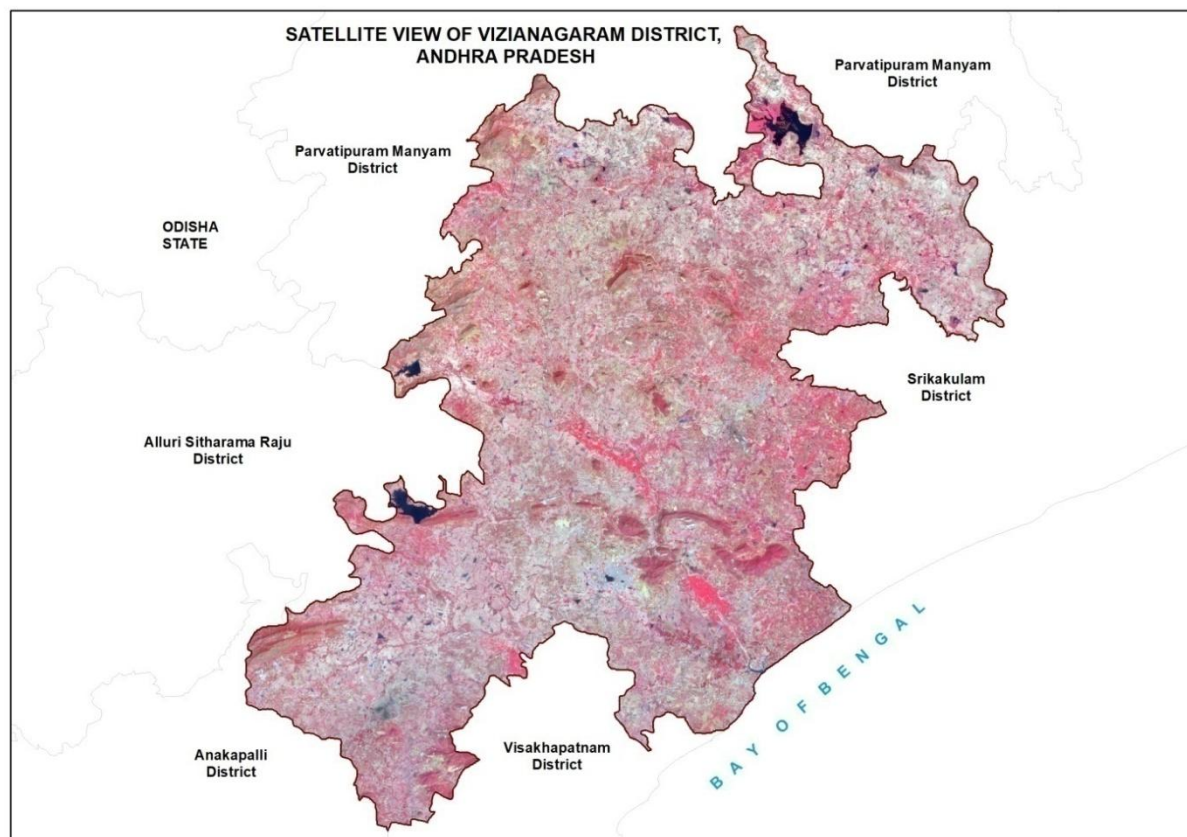 SATELLITE VIEW OF VIZIANAGARAM DISTRICT,
ANDHRA PRADESH
Parvatipuram Manyam
District
Parvatipuram Manyam
District
ODISHA
STATE
Srikakulam
District
Alluri Sitharama Raju
District
Anakapalli
District
Visakhapatnam
District
BAY OF BENGAL